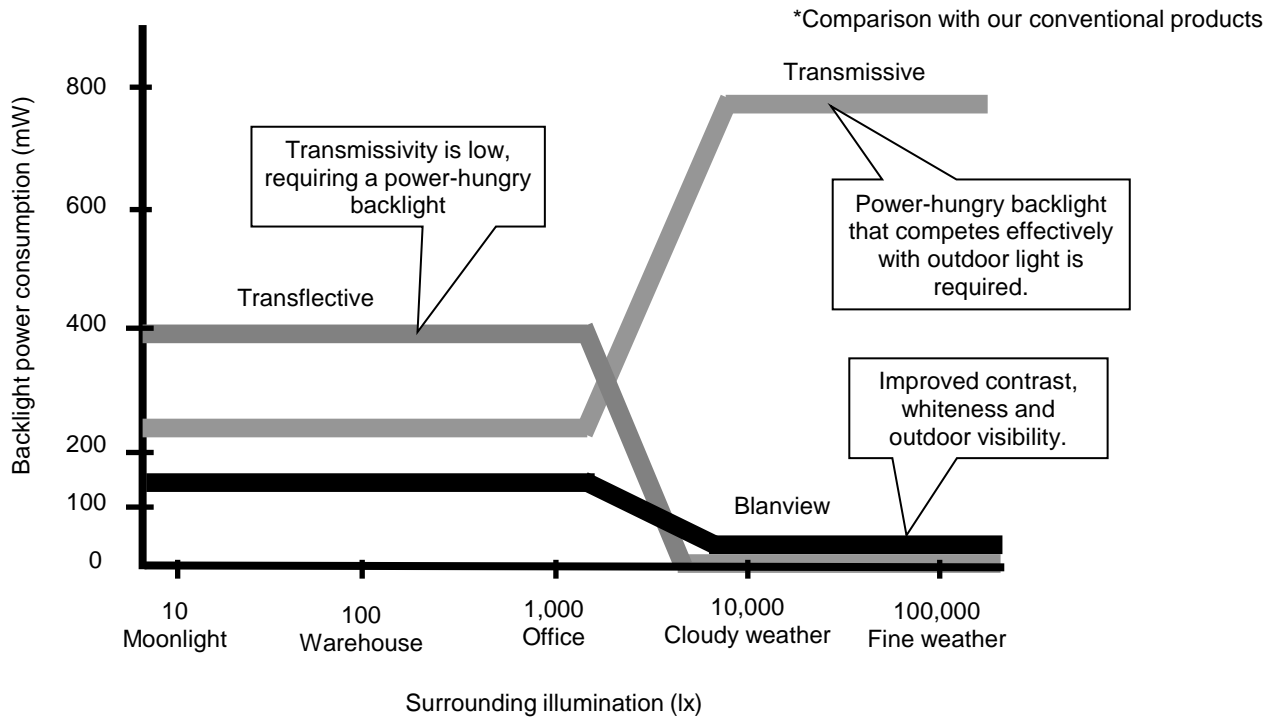 *Comparison with our conventional products
Backlight power consumption (mW)
800
600
400
200
100
0
Transmissive
Transmissivity is low,
requiring a power-hungry
backlight
Power-hungry backlight
that competes effectively
with outdoor light is
required.
Transflective
Improved contrast,
whiteness and
outdoor visibility.
Blanview
10
Moonlight
100
Warehouse
1,000
Office
10,000
Cloudy weather
100,000
Fine weather
Surrounding illumination (lx)